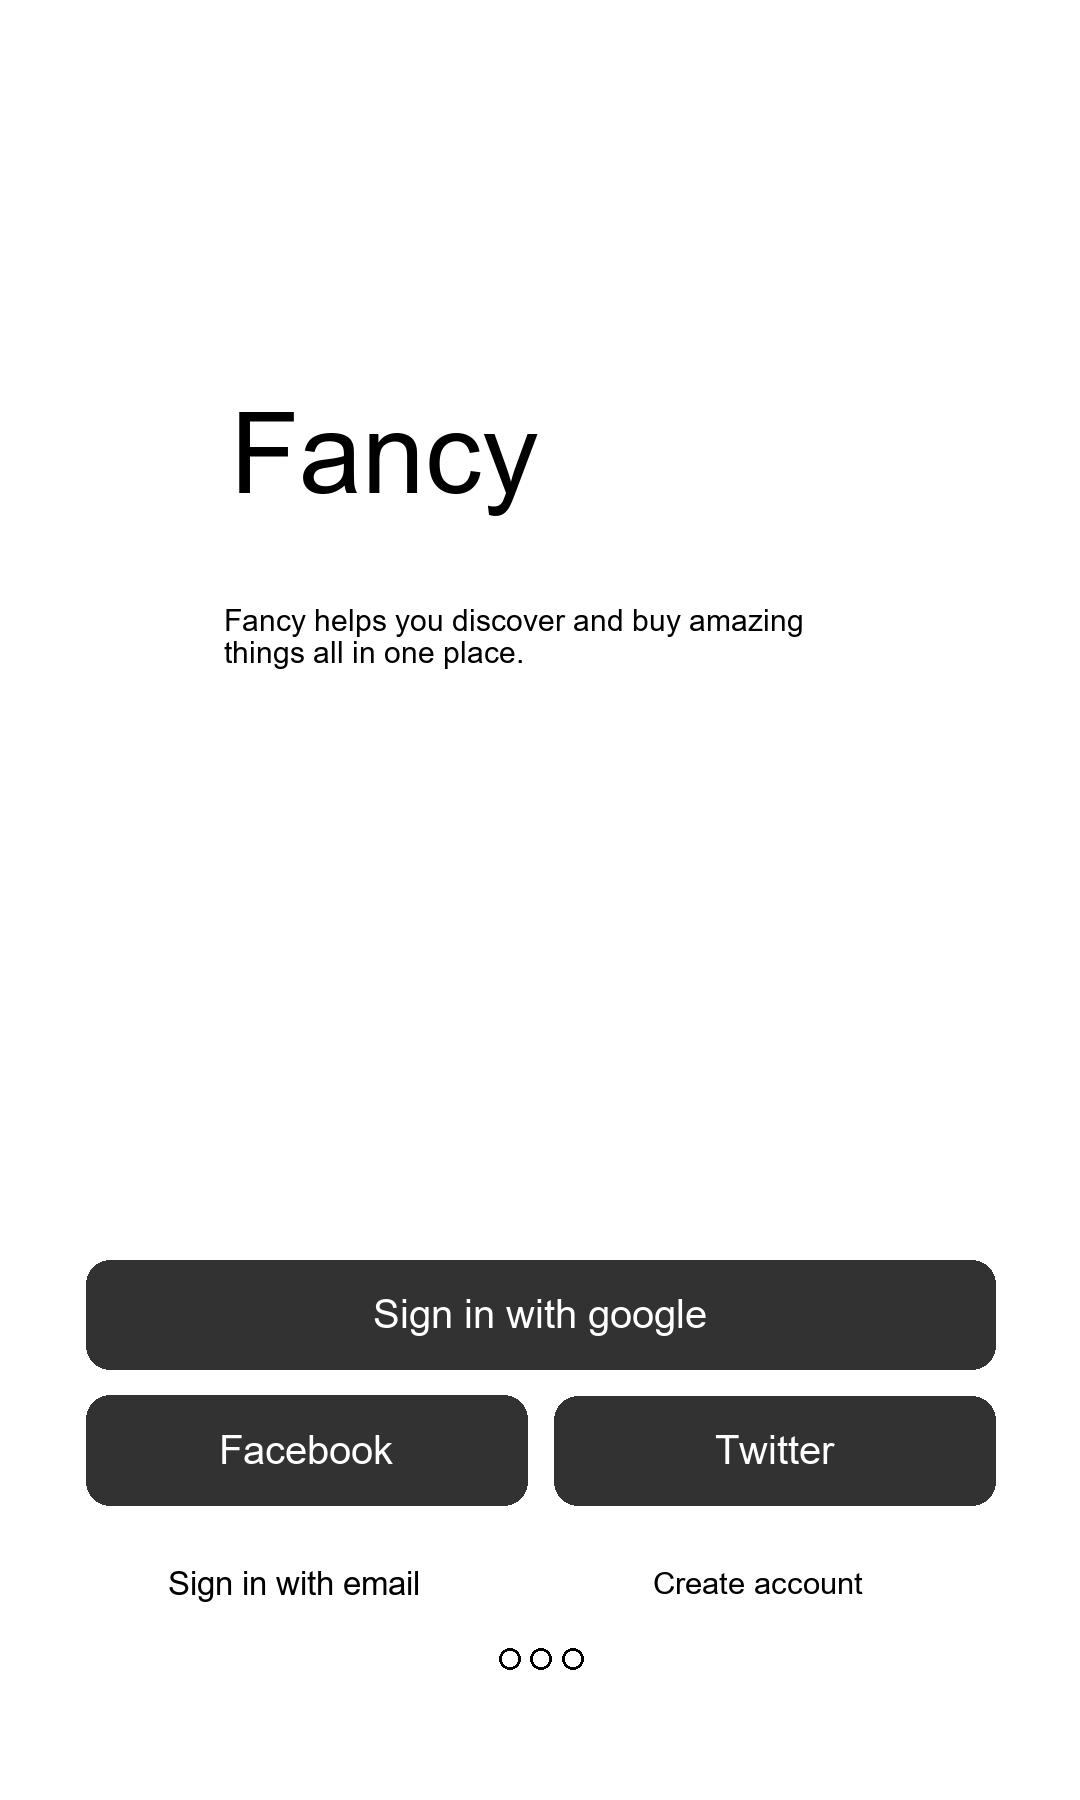 Fancy
Fancy helps you discover and buy amazing
things all in one place.
Sign in with google
Facebook
Twitter
Sign in with email
Create account